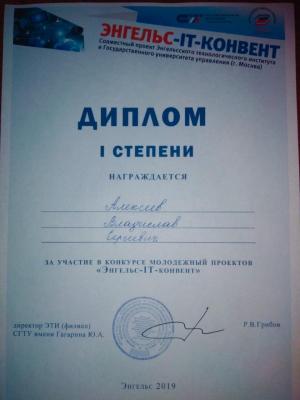 ЭНГЕЛЬС-IT-КОНВЕНТ
Совместный проект Энгельсского технологического института
и Государственного университета управления (г. Москва)
ДИПЛОМ
I СТЕПЕНИ
НАГРАЖДАЕТСЯ
Алексеев
Владислав
Сергеевич
ЗА УЧАСТИЕ В КОНКУРСЕ МОЛОДЕЖНЫЙ ПРОЕКТОВ
«ЭНГЕЛЬС-IT-КОНВЕНТ»
директор ЭТИ (филиал)
СГТУ имени Гагарина Ю.А.
Р.В.Грибов
Энгельс 2019